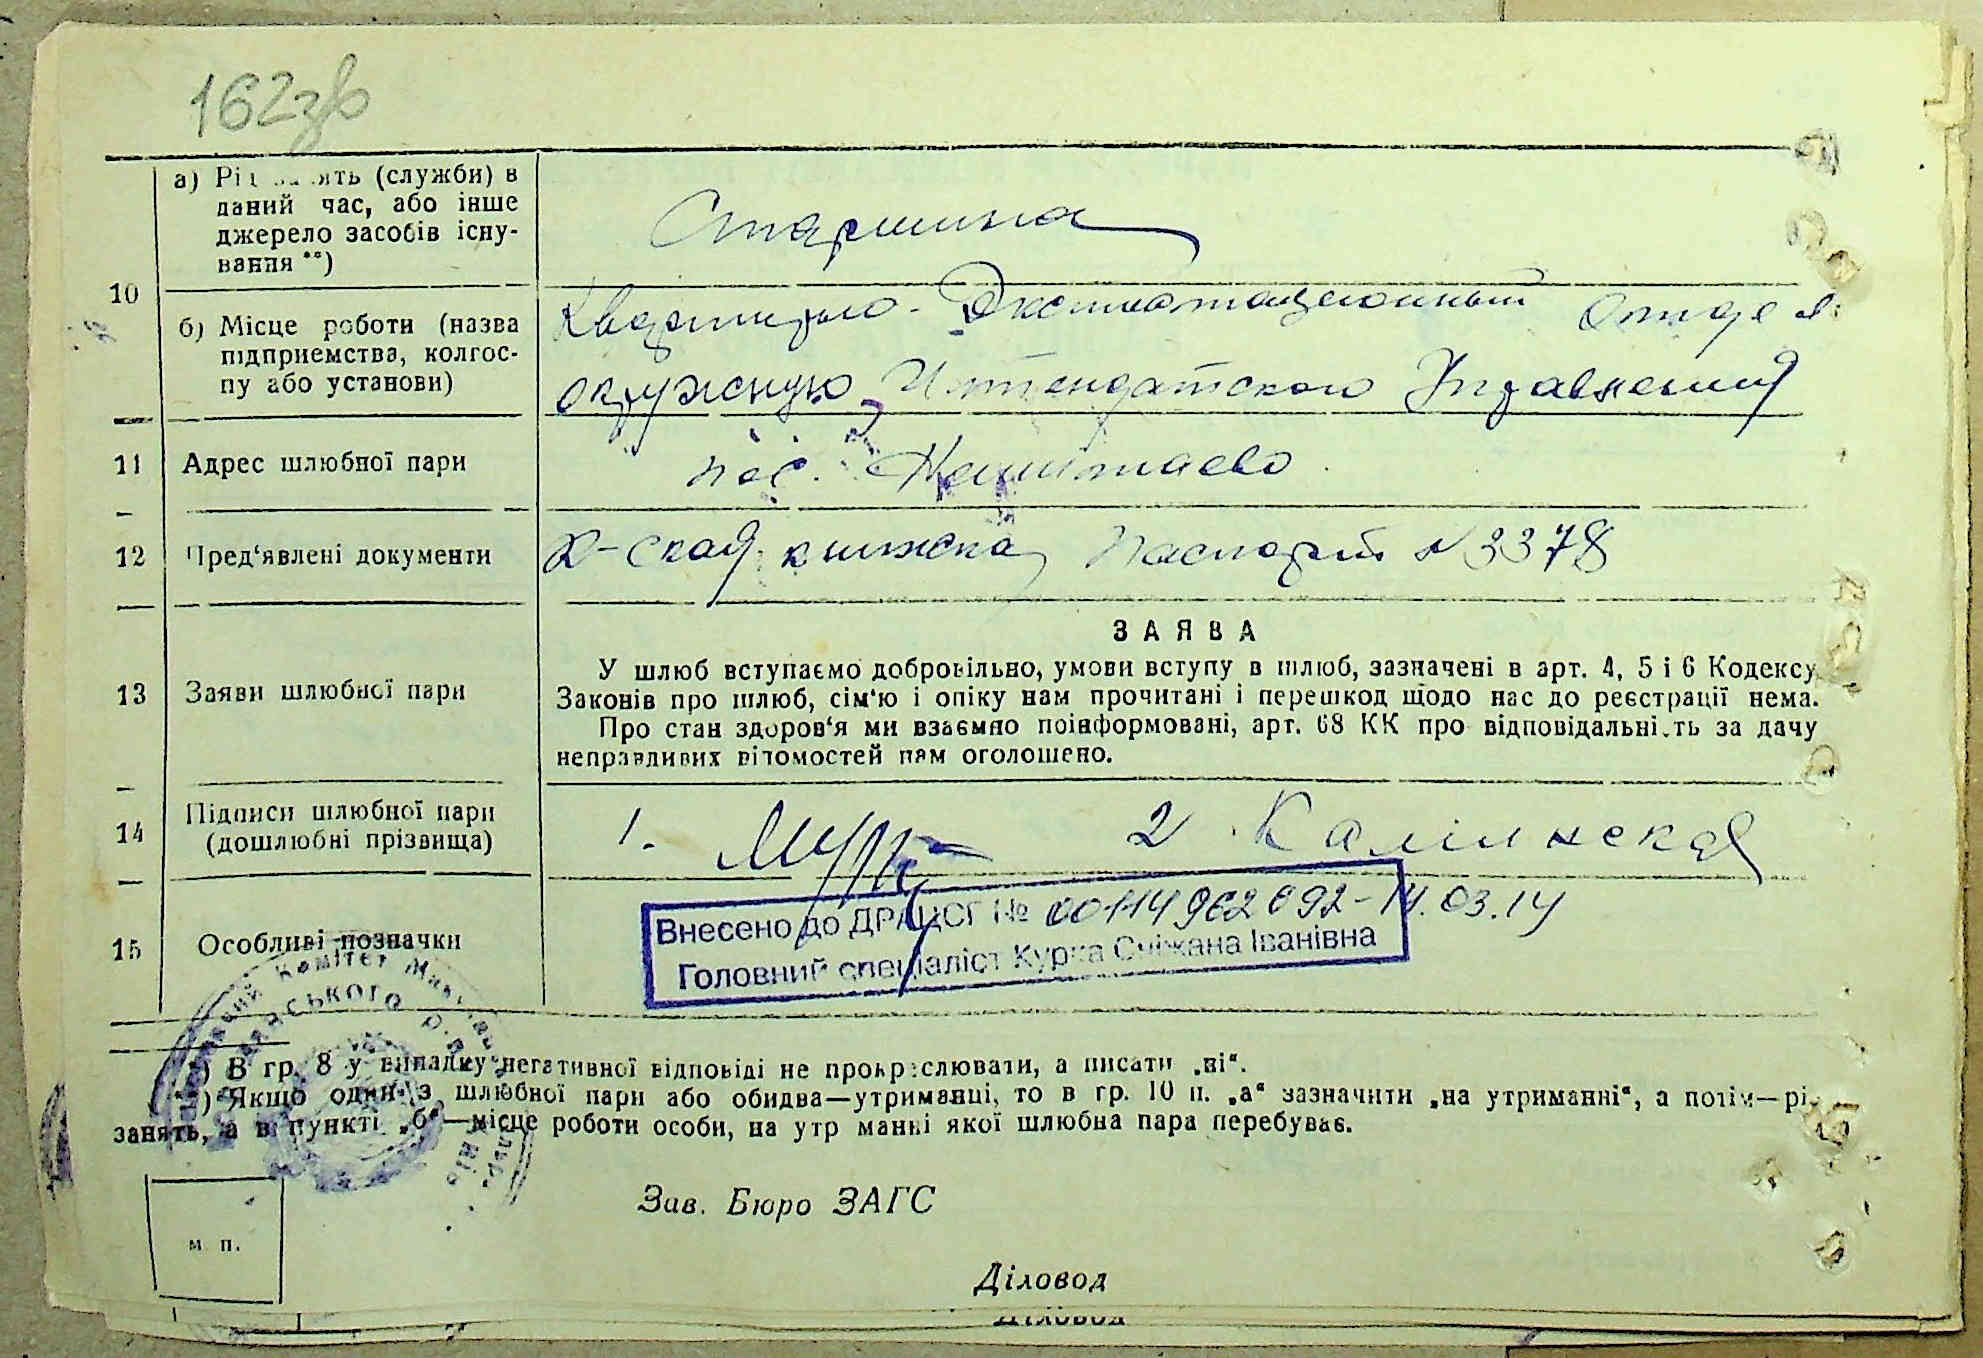 162зв
а) Рід занять (служби) в
даний час, або інше
джерело засобів існу-
вання **)
Старшина
10
б) Місце роботи (назва
підприємства, колгос-
пу або установи)
Квартирно-Эксплоатационный Отдел
окружную Интендатского Управления
11 Адрес шлюбної пари
пос.
12 Пред'явлені документи
книжка Паспорт № 3378
ЗАЯВА
13 Заяви шлюбної пари
У шлюб вступаємо добровільно, умови вступу в шлюб, зазначені в арт. 4, 5 і 6 Кодексу
Законів про шлюб, сім'ю і опіку нам прочитані і перешкод щодо нас до реєстрації нема.
Про стан здоров'я ми взаємно поінформовані, арт. 68 КК про відповідальність за дачу
неправдивих відомостей нам оголошено.
14 Підписи шлюбної пари
(дошлюбні прізвища)
1. 2
15 Особливі позначки
Внесено до ДРАЦСГ № 00114962692-14.03.14
Головний спеціаліст Курка Сніжана Іванівна
*) В гр. 8 у випадку негативної відповіді не прокреслювати, а писати „ні“.
**) Якщо один з шлюбної пари або обидва—утриманці, то в гр. 10 п. „а“ зазначити „на утриманні“, а потім—рід
занять, а в пункті „б“—місце роботи особи, на утриманні якої шлюбна пара перебуває.
Зав. Бюро ЗАГС
м п.
Діловод
Діловод